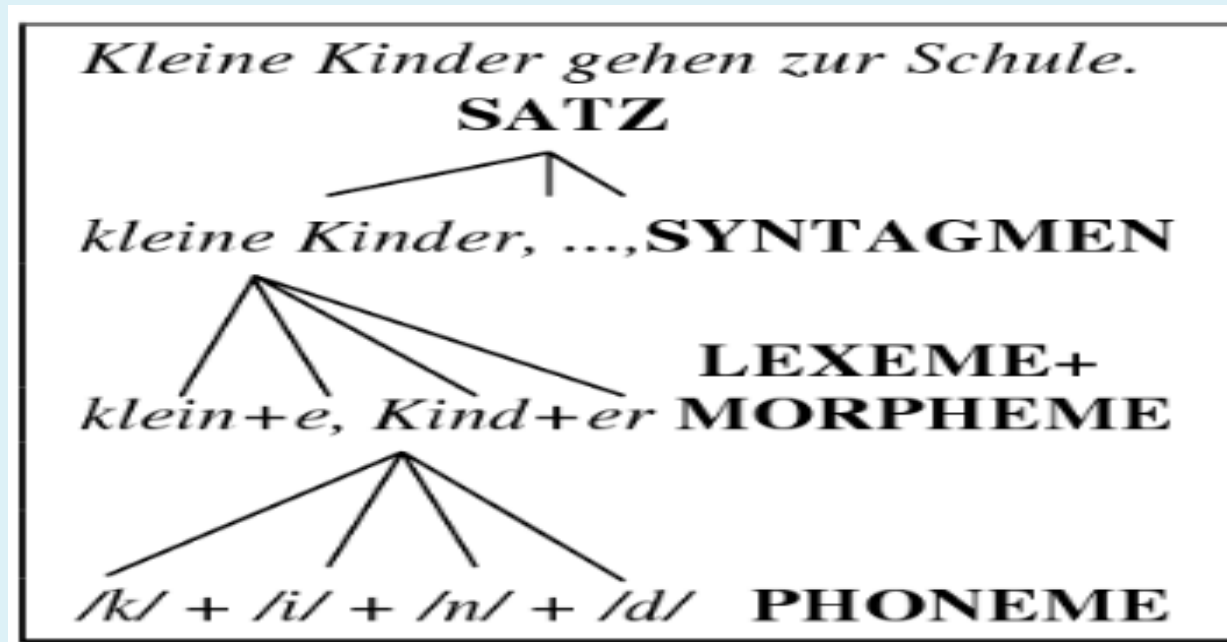 Kleine Kinder gehen zur Schule.
SATZ
kleine Kinder, ...,SYNTAGMEN
LEXEME+
klein+e, Kind+er MORPHEME
/k/ + /i/ + /n/ + /d/ PHONEME